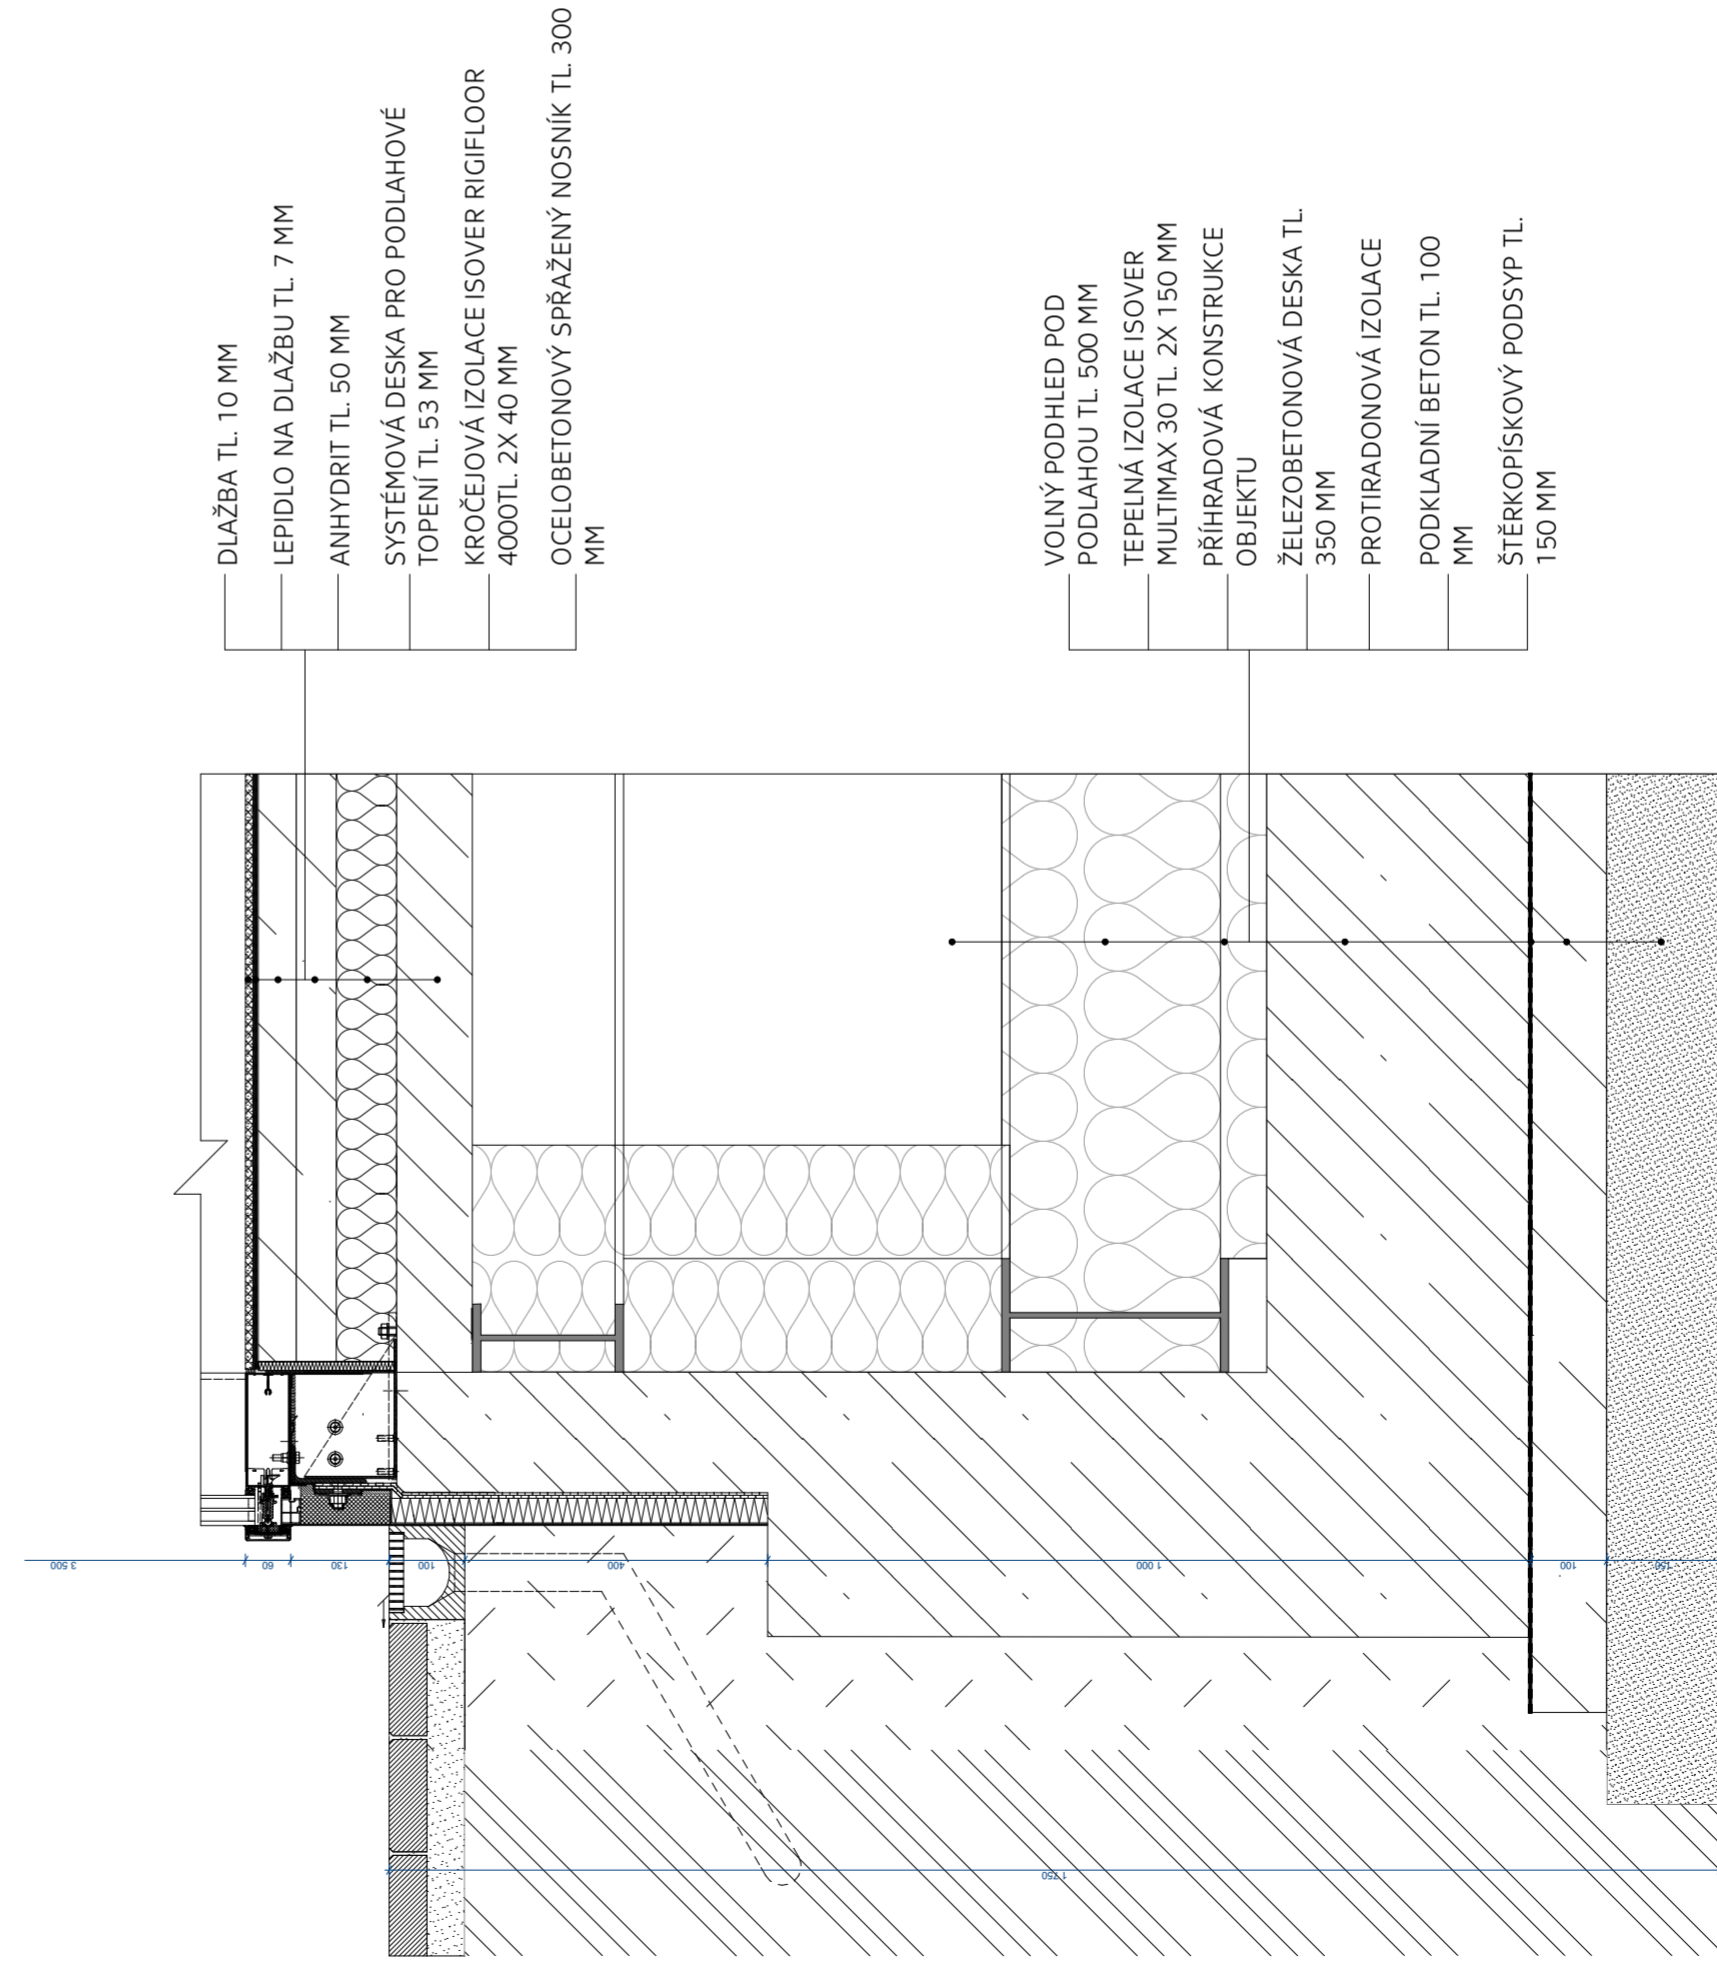 DLAŽBA TL. 10 MM
LEPIDLO NA DLAŽBU TL. 7 MM
ANHYDRIT TL. 50 MM
SYSTÉMOVÁ DESKA PRO PODLAHOVÉ
TOPENÍ TL. 53 MM
KROČEJOVÁ IZOLACE ISOVER RIGIFLOOR
4000TL. 2X 40 MM
OCELOBETONOVÝ SPŘAŽENÝ NOSNÍK TL. 300
MM
VOLNÝ PODHLED POD
PODLAHOU TL. 500 MM
TEPELNÁ IZOLACE ISOVER
MULTIMAX 30 TL. 2X 150 MM
PŘÍHRADOVÁ KONSTRUKCE
OBJEKTU
ŽELEZOBETONOVÁ DESKA TL.
350 MM
PROTIRADONOVÁ IZOLACE
PODKLADNÍ BETON TL. 100
MM
ŠTĚRKOPÍSKOVÝ PODSYP TL.
150 MM
3 500
60
130
100
400
1 000
100
150
1 750